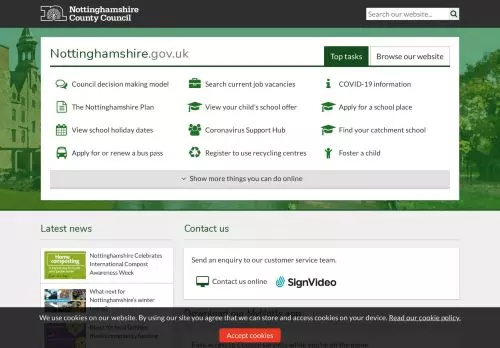 Nottinghamshire
County Council
Search our website...
Nottinghamshire.gov.uk
Top tasks
Browse our website
Council decision making model
Search current job vacancies
COVID-19 information
The Nottinghamshire Plan
View your child's school offer
Apply for a school place
View school holiday dates
Coronavirus Support Hub
Find your catchment school
Apply for or renew a bus pass
Register to use recycling centres
Foster a child
Show more things you can do online
Latest news
Contact us
Home
composting
Nottinghamshire Celebrates
International Compost
Awareness Week
Send an enquiry to our customer service team.
Contact us online
SignVideo
What next for
Nottinghamshire's winter
We use cookies on our website. By using our site you agree that we can store and access cookies on your device. Read our cookie policy.
Accept cookies